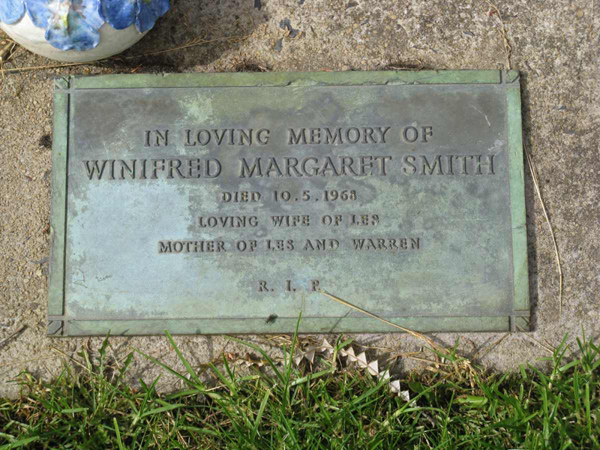 IN LOVING MEMORY OF
WINIFRED MARGARET SMITH
DIED 10.5.1968
LOVING WIFE OF LES
MOTHER OF LES AND WARREN
R. I. P.